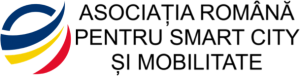 ASOCIAȚIA ROMÂNĂ
PENTRU SMART CITY
ȘI MOBILITATE